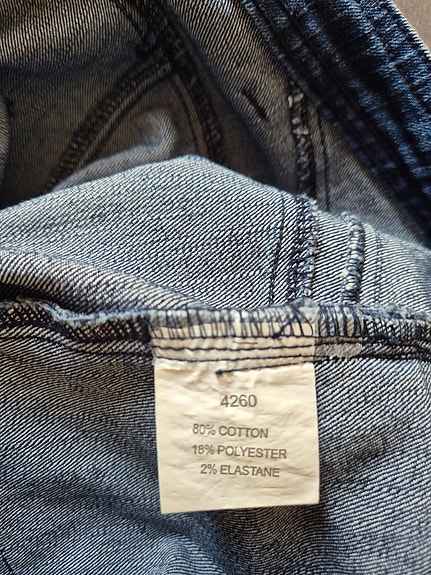 4260
80% COTTON
18% POLYESTER
2% ELASTANE